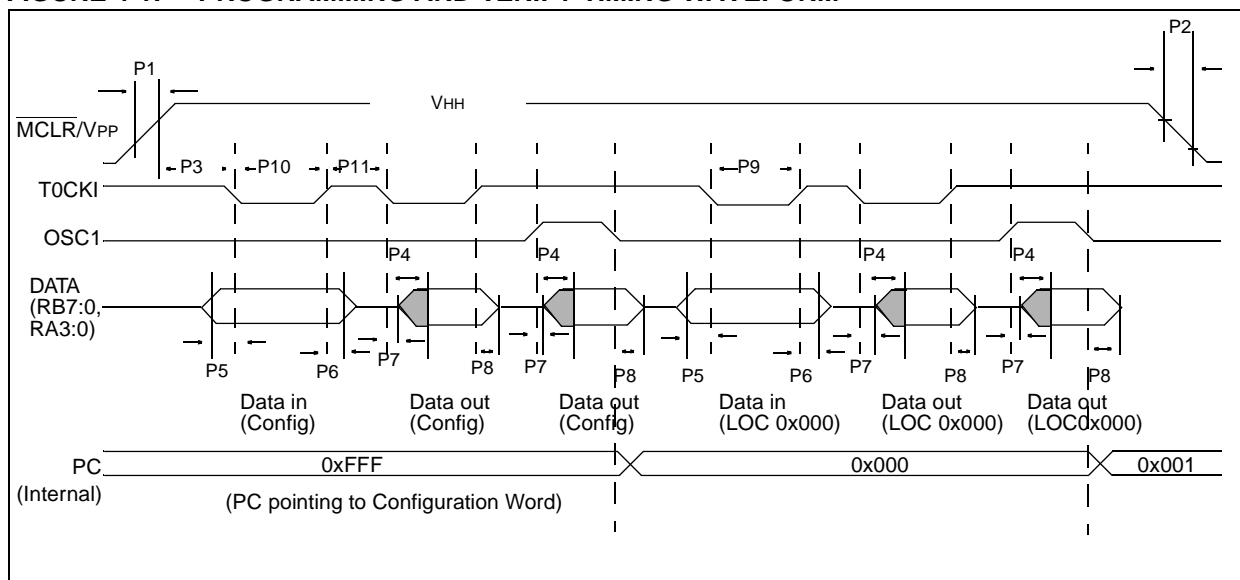 P1
P2
VHH
MCLR/VPP
P3
P10
P11
P9
T0CKI
OSC1
P4
P4
P4
P4
DATA
(RB7:0,
RA3:0)
P5
P6
P7
P8
P7
P8
P5
P6
P7
P8
P7
P8
Data in
(Config)
Data out
(Config)
Data out
(Config)
Data in
(LOC 0x000)
Data out
(LOC 0x000)
Data out
(LOC0x000)
PC
(Internal)
0xFFF
0x000
0x001
(PC pointing to Configuration Word)